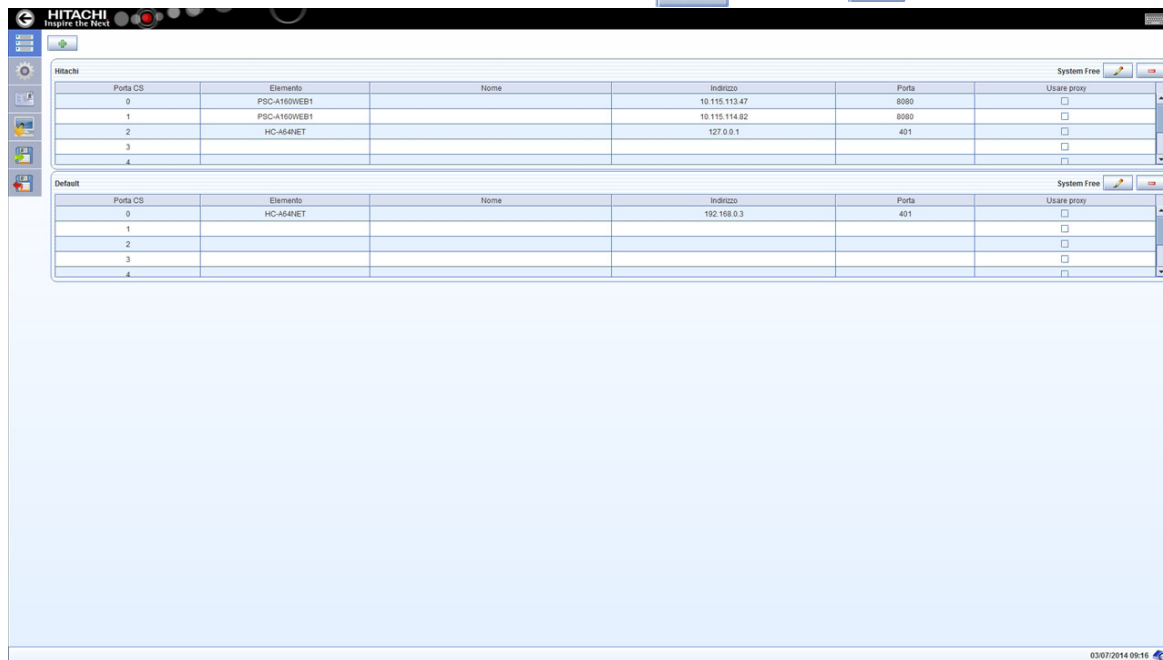 HITACHI
Inspire the Next
Hitachi System Free
Porta CS Elemento Nome Indirizzo Porta Usare proxy
0 PSC-A160WEB1 10.115.113.47 8080
1 PSC-A160WEB1 10.115.114.82 8080
2 HC-A64NET 127.0.0.1 401
3
4
Default System Free
Porta CS Elemento Nome Indirizzo Porta Usare proxy
0 HC-A64NET 192.168.0.3 401
1
2
3
4
03/07/2014 09:16